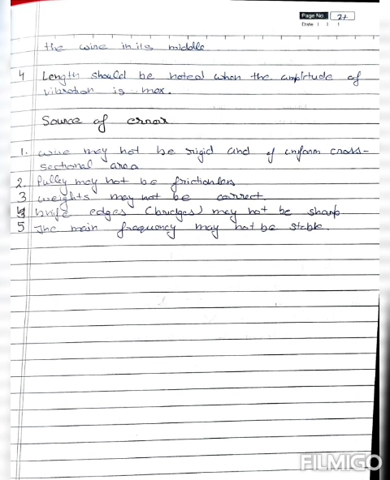 Page No. 27
Date
the wire in its middle
4 Length should be noted when the amplitude of
vibration is max.
Source of error
1. wire may not be rigid and of uniform cross-
sectional area
2. Pulley may not be frictionless
3 weights may not be correct.
4 knife edges (bridges) may not be sharp
5 The main frequency may not be stable.
FILMIGO